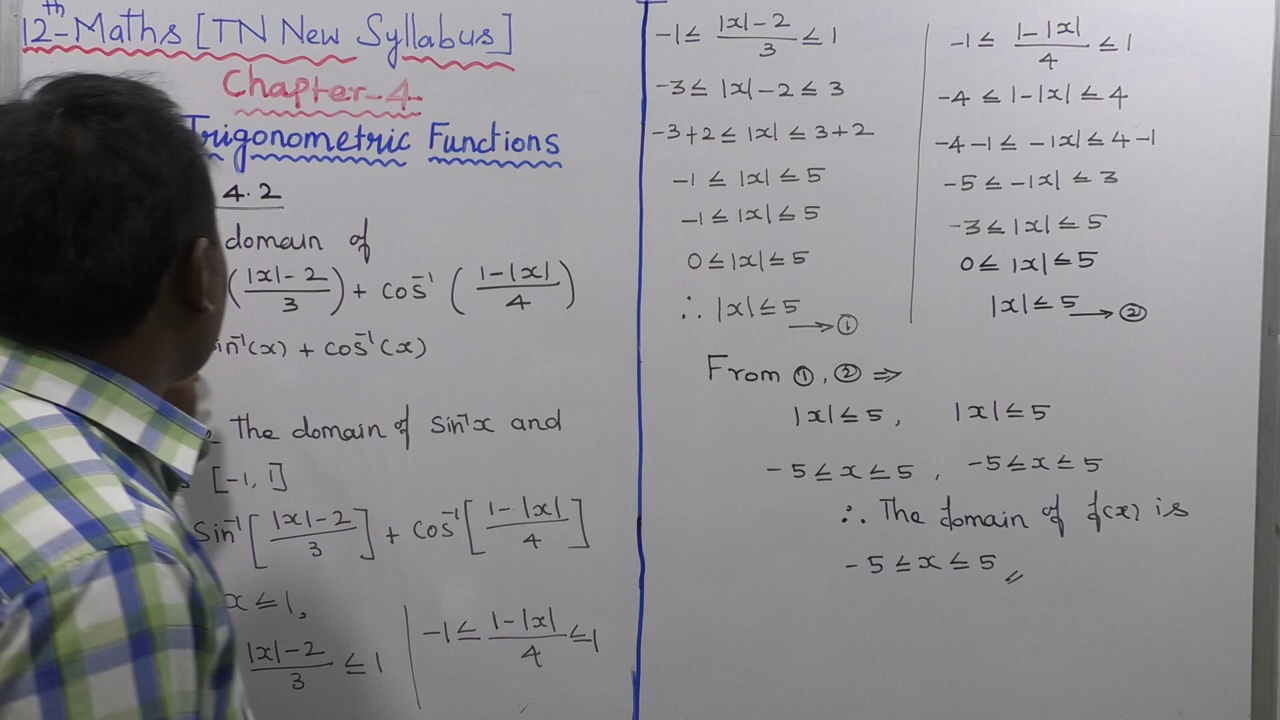 12th-Maths [TN New Syllabus]
Chapter-4
Trigonometric Functions
4.2
domain of
(|x|-2/3) + cos⁻¹ (1-|x|/4)
sin⁻¹(x) + cos⁻¹(x)
The domain of sin⁻¹x and
[-1, 1]
Sin⁻¹[|x|-2/3] + cos⁻¹[1-|x|/4]
x ≤ 1,
|x|-2/3 ≤ 1
-1 ≤ 1-|x|/4 ≤ 1
-1 ≤ |x|-2/3 ≤ 1
-3 ≤ |x|-2 ≤ 3
-3+2 ≤ |x| ≤ 3+2
-1 ≤ |x| ≤ 5
-1 ≤ |x| ≤ 5
0 ≤ |x| ≤ 5
∴ |x| ≤ 5 → ①
-1 ≤ 1-|x|/4 ≤ 1
-4 ≤ 1-|x| ≤ 4
-4-1 ≤ -|x| ≤ 4-1
-5 ≤ -|x| ≤ 3
-3 ≤ |x| ≤ 5
0 ≤ |x| ≤ 5
|x| ≤ 5 → ②
From ①, ② ⇒
|x| ≤ 5, |x| ≤ 5
-5 ≤ x ≤ 5, -5 ≤ x ≤ 5
∴ The domain of f(x) is
-5 ≤ x ≤ 5 //